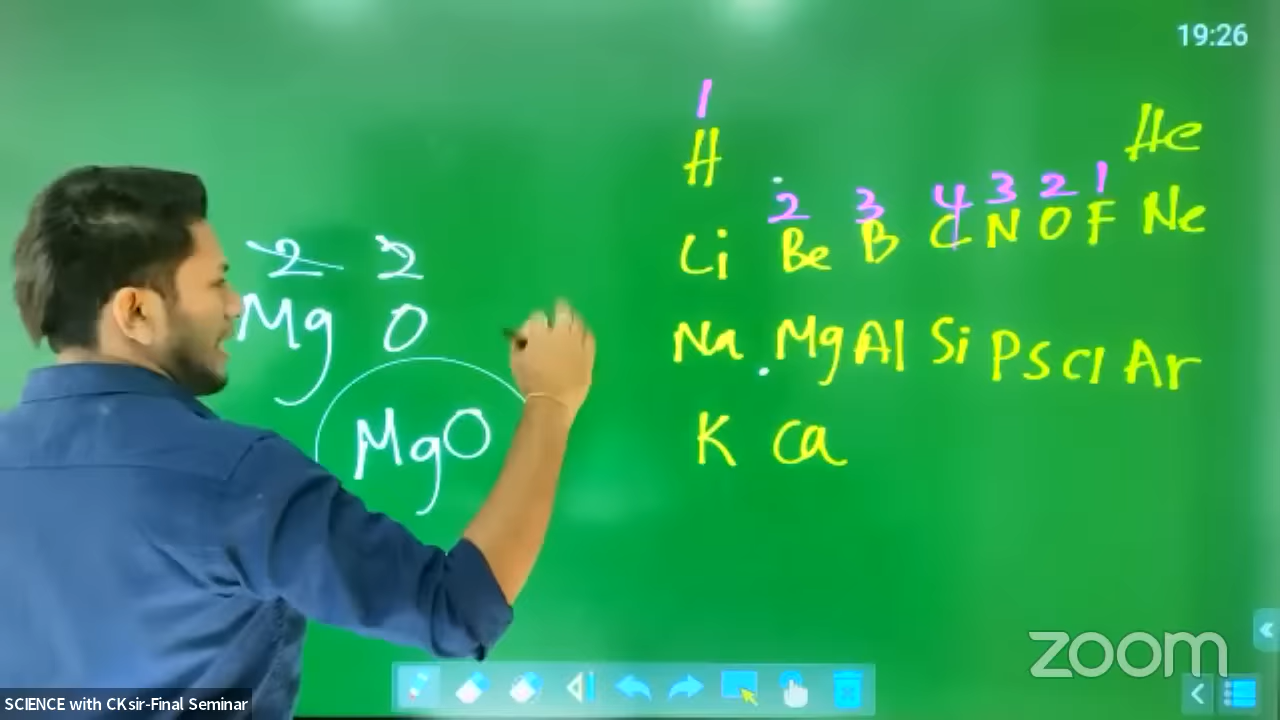 19:26
1
H He
2 3 4 3 2 1
Li Be B C N O F Ne
2 2
Mg O
Na Mg Al Si P S Cl Ar
MgO
K Ca
zoom
SCIENCE with CKsir-Final Seminar